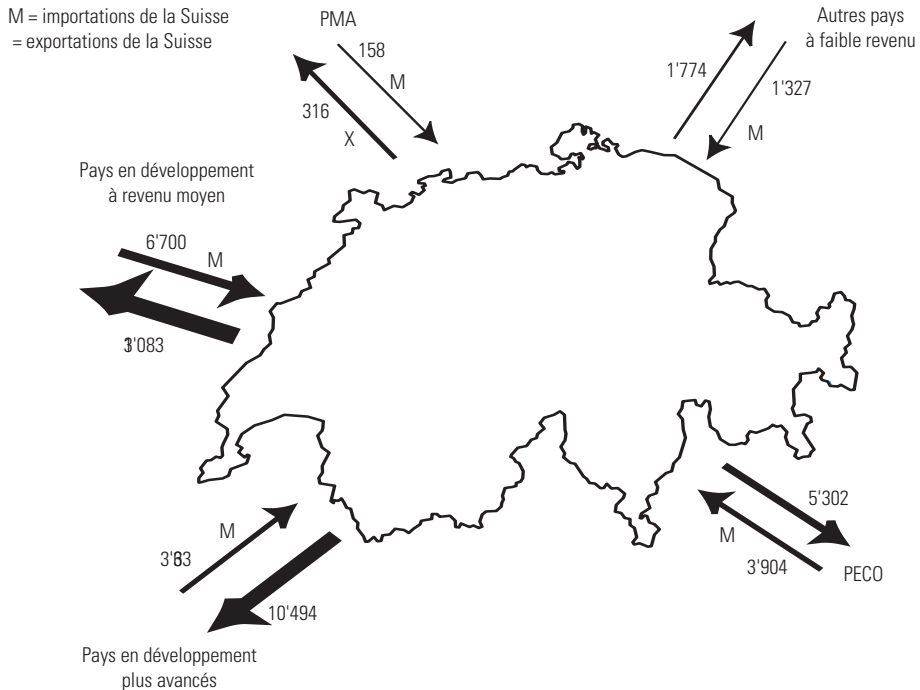 M = importations de la Suisse
= exportations de la Suisse
PMA
158
M
316
X
Autres pays
à faible revenu
1'774
1'327
M
Pays en développement
à revenu moyen
6'700
M
M
3'904
5'302
PECO
M
10'494
Pays en développement
plus avancés